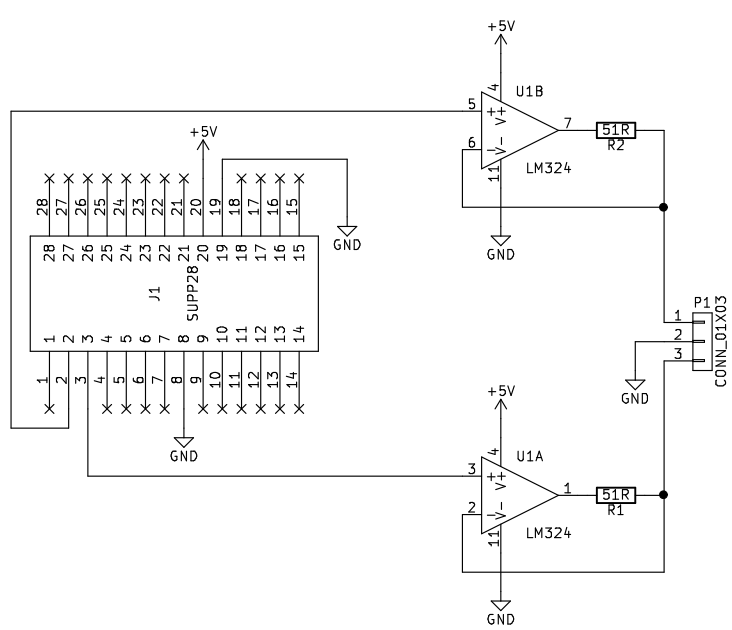 +5V
4
U1B
5
+
V+
7
51R
R2
6
−
V-
11
LM324
GND
+5V
28 27 26 25 24 23 22 21 20 19 18 17 16 15
GND
28 27 26 25 24 23 22 21 20 19 18 17 16 15
J1
SUPP28
1 2 3 4 5 6 7 8 9 10 11 12 13 14
1 2 3 4 5 6 7 8 9 10 11 12 13 14
GND
P1
1
2
3
CONN_01X03
GND
+5V
4
U1A
3
+
V+
1
51R
R1
2
−
V-
11
LM324
GND